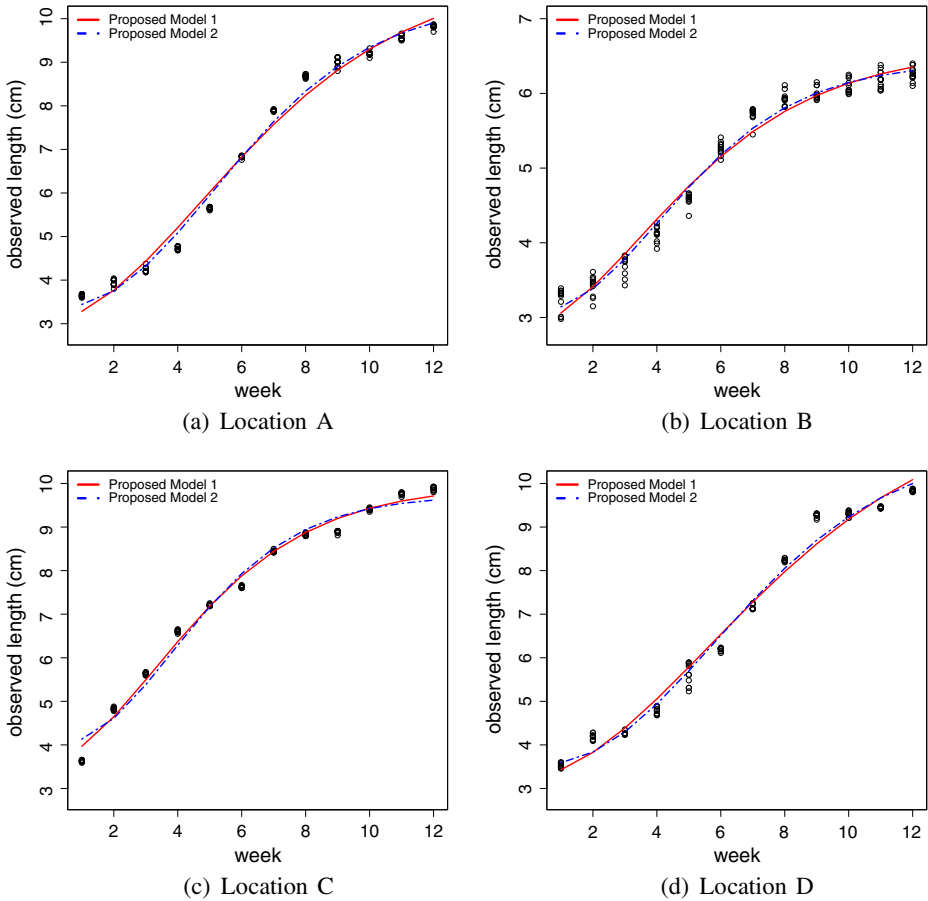 Proposed Model 1
Proposed Model 2
observed length (cm)
3 4 5 6 7 8 9 10
2 4 6 8 10 12
week
(a) Location A
Proposed Model 1
Proposed Model 2
observed length (cm)
3 4 5 6 7
2 4 6 8 10 12
week
(b) Location B
Proposed Model 1
Proposed Model 2
observed length (cm)
3 4 5 6 7 8 9 10
2 4 6 8 10 12
week
(c) Location C
Proposed Model 1
Proposed Model 2
observed length (cm)
3 4 5 6 7 8 9 10
2 4 6 8 10 12
week
(d) Location D